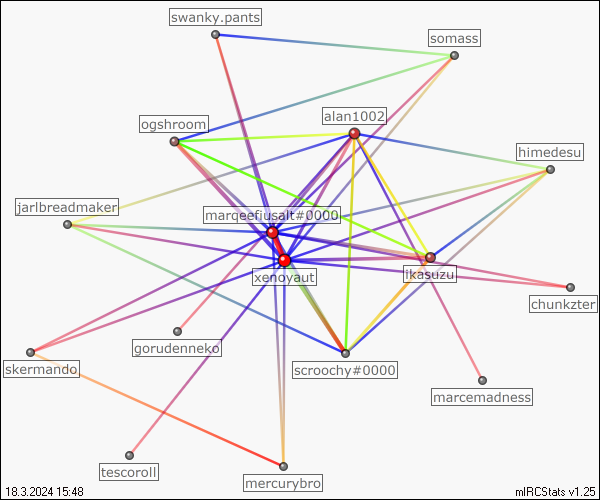 swanky.pants
somass
alan1002
ogshroom
himedesu
jarlbreadmaker
marqeefiusalt#0000
xenoyaut
ikasuzu
chunkzter
gorudenneko
skermando
scroochy#0000
marcemadness
tescoroll
mercurybro
18.3.2024 15:48
mIRCStats v1.25